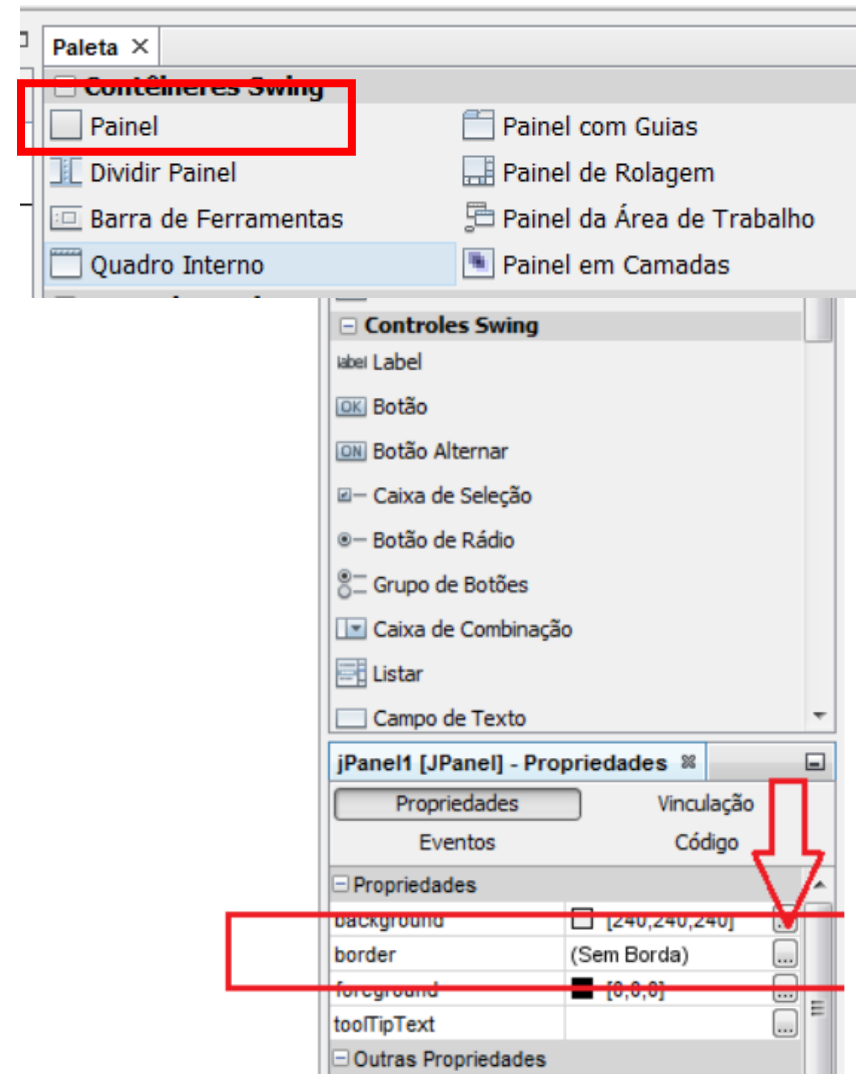 Paleta ×
Contêineres Swing
Painel
Painel com Guias
Dividir Painel
Painel de Rolagem
Barra de Ferramentas
Painel da Área de Trabalho
Quadro Interno
Painel em Camadas
Controles Swing
label Label
OK Botão
ON Botão Alternar
Caixa de Seleção
Botão de Rádio
Grupo de Botões
Caixa de Combinação
Listar
Campo de Texto
jPanel1 [JPanel] - Propriedades
Propriedades
Vinculação
Eventos
Código
Propriedades
background [240,240,240] ...
border (Sem Borda) ...
foreground [0,0,0] ...
toolTipText ...
Outras Propriedades